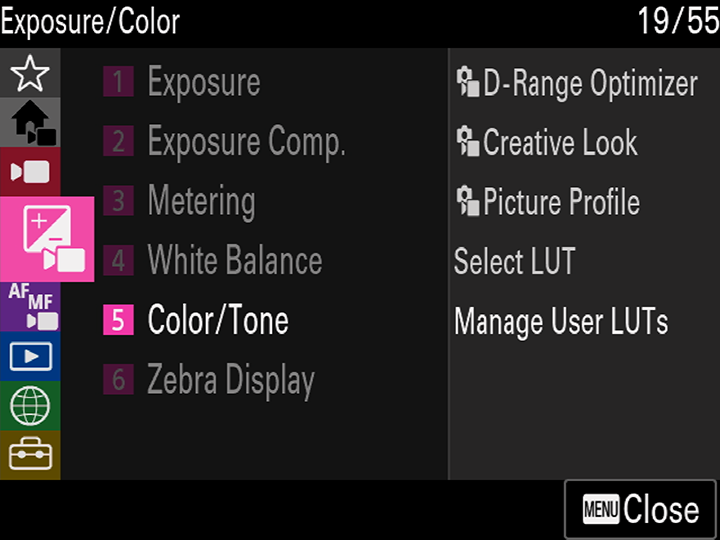 Exposure/Color 19/55
1 Exposure
2 Exposure Comp.
3 Metering
4 White Balance
5 Color/Tone
6 Zebra Display
AF
MF
D-Range Optimizer
Creative Look
Picture Profile
Select LUT
Manage User LUTs
MENU Close